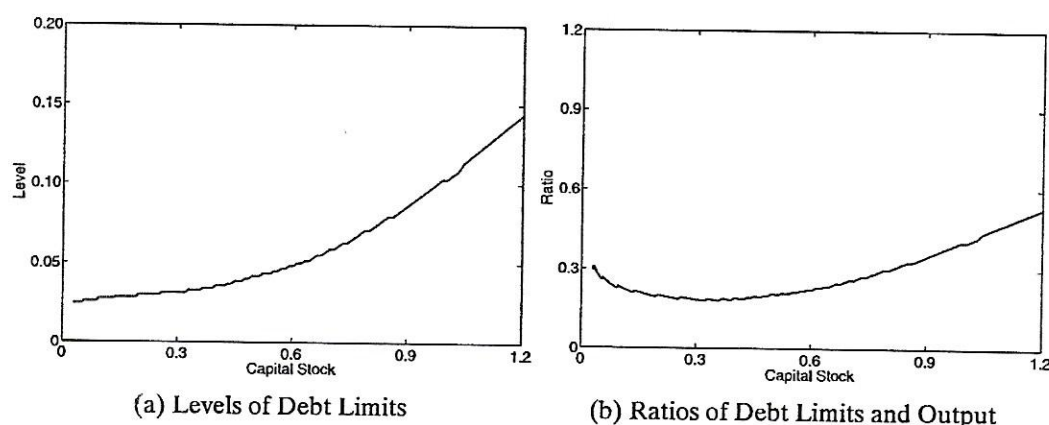 0.20
0.15
0.10
0.05
0
Level
0 0.3 0.6 0.9 1.2
Capital Stock
(a) Levels of Debt Limits
1.2
0.9
0.6
0.3
0
Ratio
0 0.3 0.6 0.9 1.2
Capital Stock
(b) Ratios of Debt Limits and Output